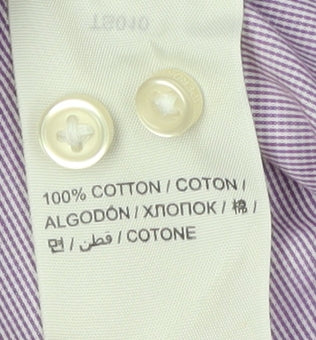 100% COTTON / COTON /
ALGODÓN / ХЛОПОК / 棉 /
면 / قطن / COTONE